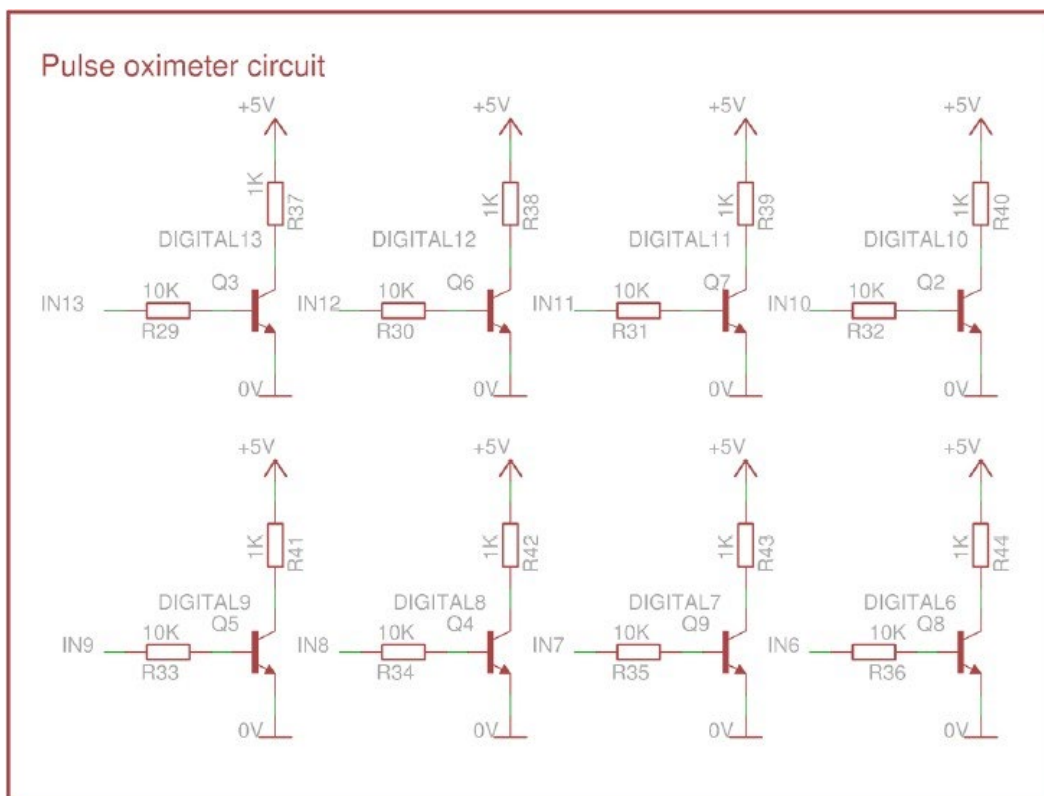 Pulse oximeter circuit
+5V +5V +5V +5V
1K R37 1K R38 1K R39 1K R40
DIGITAL13 DIGITAL12 DIGITAL11 DIGITAL10
10K Q3 10K Q6 10K Q7 10K Q2
IN13 IN12 IN11 IN10
R29 R30 R31 R32
0V 0V 0V 0V
+5V +5V +5V +5V
1K R41 1K R42 1K R43 1K R44
DIGITAL9 DIGITAL8 DIGITAL7 DIGITAL6
10K Q5 10K Q4 10K Q9 10K Q8
IN9 IN8 IN7 IN6
R33 R34 R35 R36
0V 0V 0V 0V